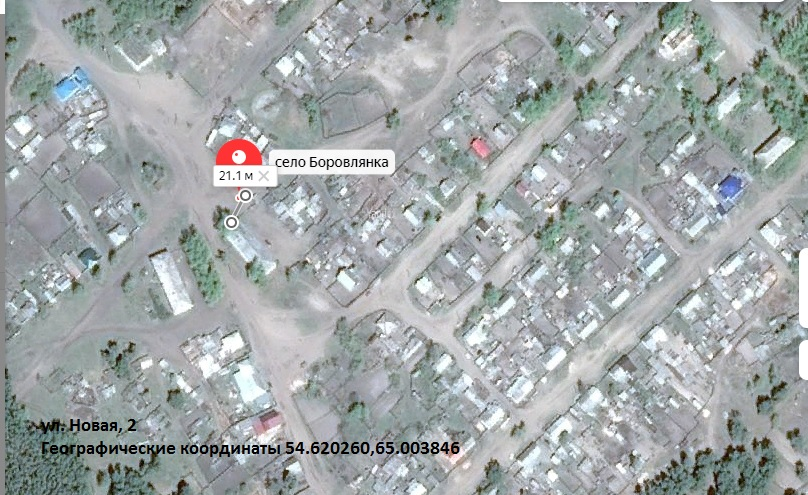 село Боровлянка
21.1 м
ул. Новая, 2
Географические координаты 54.620260,65.003846